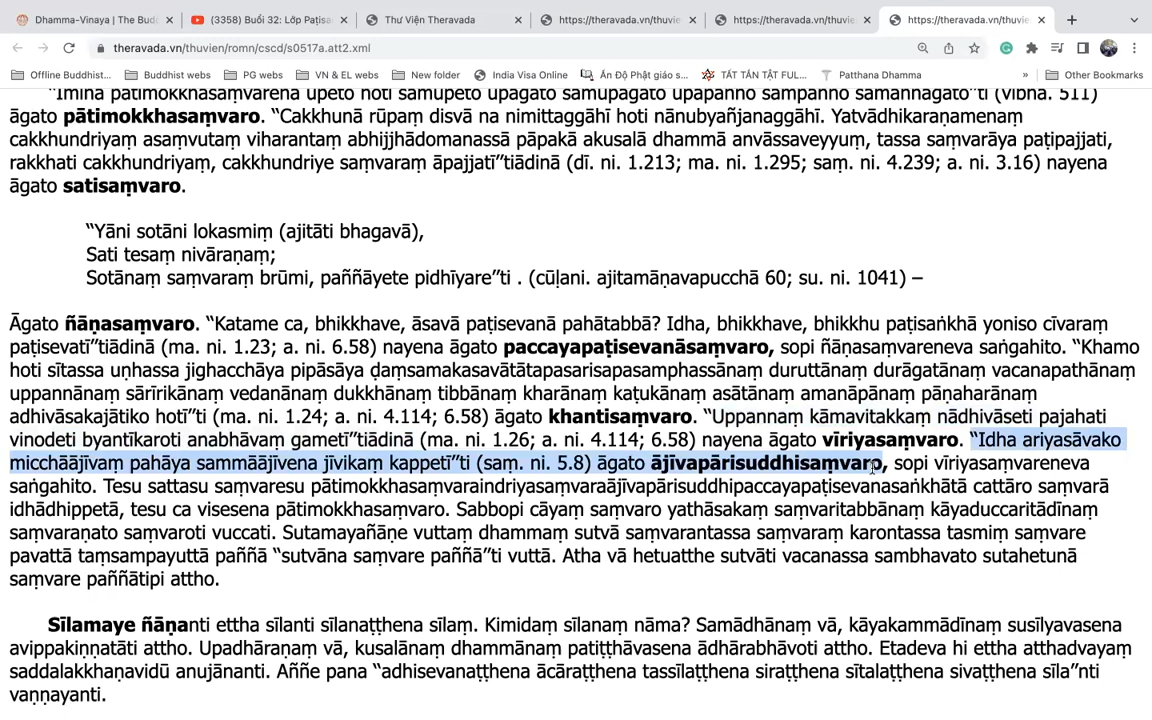 Dhamma-Vinaya | The Bud
(3358) Buổi 32: Lớp Paṭisa
Thư Viện Theravada
https://theravada.vn/thuvie
https://theravada.vn/thuvie
https://theravada.vn/thuvie
theravada.vn/thuvien/romn/cscd/s0517a.att2.xml
Offline Buddhist...
Buddhist webs
PG webs
VN & EL webs
New folder
India Visa Online
Ấn Độ Phật giáo s...
TẤT TẦN TẬT FUL...
Patthana Dhamma
»
Other Bookmarks
“Iminā pātimokkhasaṃvarena upeto hoti samupeto upāgato samupāgato upapanno sampanno samannāgato”ti (vibha. 511)
āgato pātimokkhasaṃvaro. “Cakkhunā rūpaṃ disvā na nimittaggāhī hoti nānubyañjanaggāhī. Yatvādhikaraṇamenaṃ
cakkhundriyaṃ asaṃvutaṃ viharantaṃ abhijjhādomanassā pāpakā akusalā dhammā anvāssaveyyuṃ, tassa saṃvarāya paṭipajjati,
rakkhati cakkhundriyaṃ, cakkhundriye saṃvaraṃ āpajjatī”tiādinā (dī. ni. 1.213; ma. ni. 1.295; saṃ. ni. 4.239; a. ni. 3.16) nayena
āgato satisaṃvaro.
“Yāni sotāni lokasmiṃ (ajitāti bhagavā),
Sati tesaṃ nivāraṇaṃ;
Sotānaṃ saṃvaraṃ brūmi, paññāyete pidhīyare”ti . (cūḷani. ajitamāṇavapucchā 60; su. ni. 1041) –
Āgato ñāṇasaṃvaro. “Katame ca, bhikkhave, āsavā paṭisevanā pahātabbā? Idha, bhikkhave, bhikkhu paṭisaṅkhā yoniso cīvaraṃ
paṭisevatī”tiādinā (ma. ni. 1.23; a. ni. 6.58) nayena āgato paccayapaṭisevanāsaṃvaro, sopi ñāṇasaṃvareneva saṅgahito. “Khamo
hoti sītassa uṇhassa jighacchāya pipāsāya ḍaṃsamakasavātātapasarīsapasamphassānaṃ duruttānaṃ durāgatānaṃ vacanapathānaṃ
uppannānaṃ sārīrikānaṃ vedanānaṃ dukkhānaṃ tibbānaṃ kharānaṃ kaṭukānaṃ asātānaṃ amanāpānaṃ pāṇaharānaṃ
adhivāsakajātiko hotī”ti (ma. ni. 1.24; a. ni. 4.114; 6.58) āgato khantisaṃvaro. “Uppannaṃ kāmavitakkaṃ nādhivāseti pajahati
vinodeti byantīkaroti anabhāvaṃ gametī”tiādinā (ma. ni. 1.26; a. ni. 4.114; 6.58) nayena āgato vīriyasaṃvaro. “Idha ariyasāvako
micchāājīvaṃ pahāya sammāājīvena jīvikaṃ kappetī”ti (saṃ. ni. 5.8) āgato ājīvapārisuddhisaṃvaro, sopi vīriyasaṃvareneva
saṅgahito. Tesu sattasu saṃvaresu pātimokkhasaṃvaraindriyasaṃvaraājīvapārisuddhipaccayapaṭisevanasaṅkhātā cattāro saṃvarā
idhādhippetā, tesu ca visesena pātimokkhasaṃvaro. Sabbopi cāyaṃ saṃvaro yathāsakaṃ saṃvaritabbānaṃ kāyaduccaritādīnaṃ
saṃvaraṇato saṃvaroti vuccati. Sutamayañāṇe vuttaṃ dhammaṃ sutvā saṃvarantassa saṃvaraṃ karontassa tasmiṃ saṃvare
pavattā taṃsampayuttā paññā “sutvāna saṃvare paññā”ti vuttā. Atha vā hetuatthe sutvāti vacanassa sambhavato sutahetunā
saṃvare paññātipi attho.
Sīlamaye ñāṇanti ettha sīlanti sīlanaṭṭhena sīlaṃ. Kimidaṃ sīlanaṃ nāma? Samādhānaṃ vā, kāyakammādīnaṃ susīlyavasena
avippakiṇṇatāti attho. Upadhāraṇaṃ vā, kusalānaṃ dhammānaṃ patiṭṭhāvasena ādhārabhāvoti attho. Etadeva hi ettha atthadvayaṃ
saddalakkhaṇavidū anujānanti. Aññe pana “adhisevanaṭṭhena ācāraṭṭhena tassīlaṭṭhena siraṭṭhena sītalaṭṭhena sivaṭṭhena sīla”nti
vaṇṇayanti.